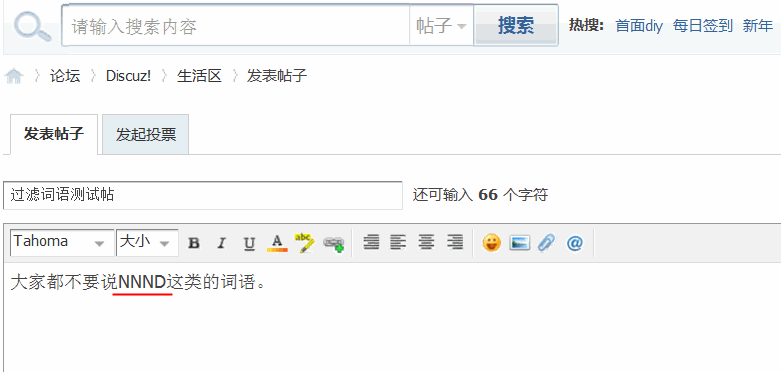 请输入搜索内容 帖子 搜索 热搜: 首面diy 每日签到 新年
论坛 Discuz! 生活区 发表帖子
发表帖子 发起投票
过滤词语测试帖 还可输入 66 个字符
Tahoma 大小 B I U A abc @
大家都不要说NNND这类的词语。